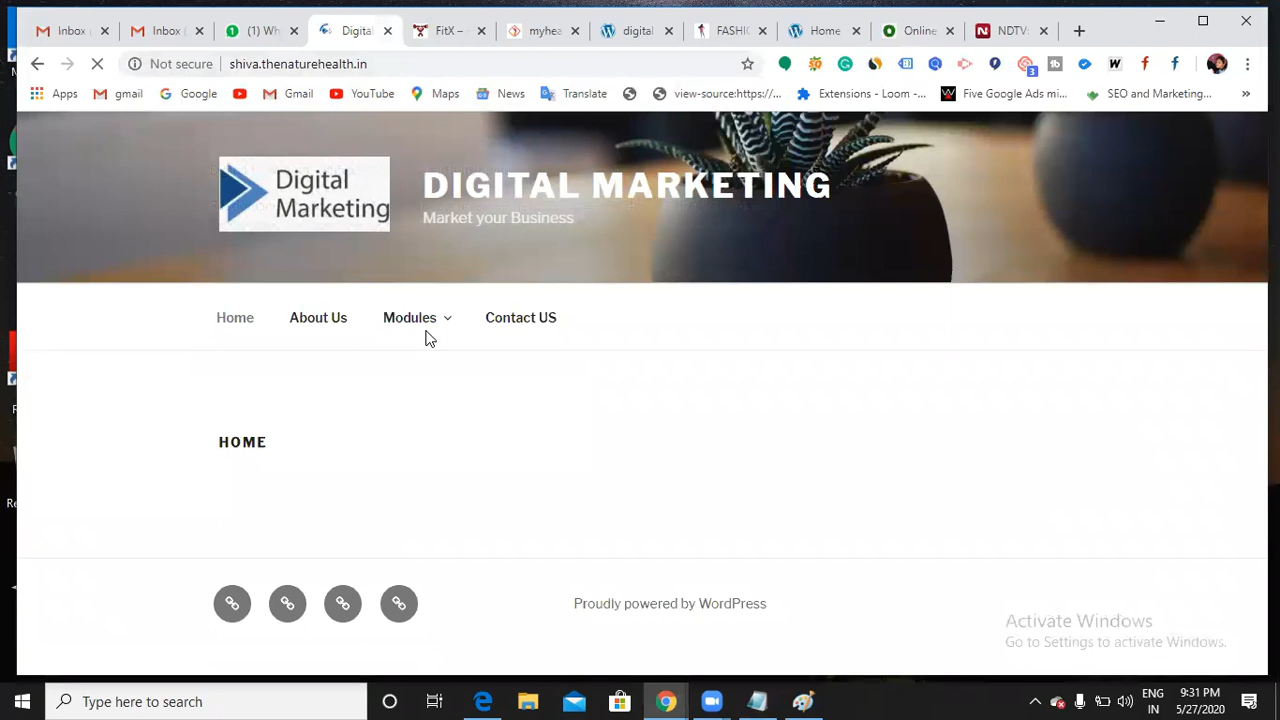 Inbox (
Inbox (
(1) Wh
Digital
FitX –
myhea
digital
FASHI
Home
Online
NDTV:
Not secure
shiva.thenaturehealth.in
3
Apps
gmail
Google
Gmail
YouTube
Maps
News
Translate
view-source:https://...
Extensions - Loom -...
Five Google Ads mi...
SEO and Marketing...
»
Digital
Marketing
DIGITAL MARKETING
Market your Business
Home
About Us
Modules
Contact US
HOME
Proudly powered by WordPress
Activate Windows
Go to Settings to activate Windows.
Type here to search
ENG
IN
9:31 PM
5/27/2020